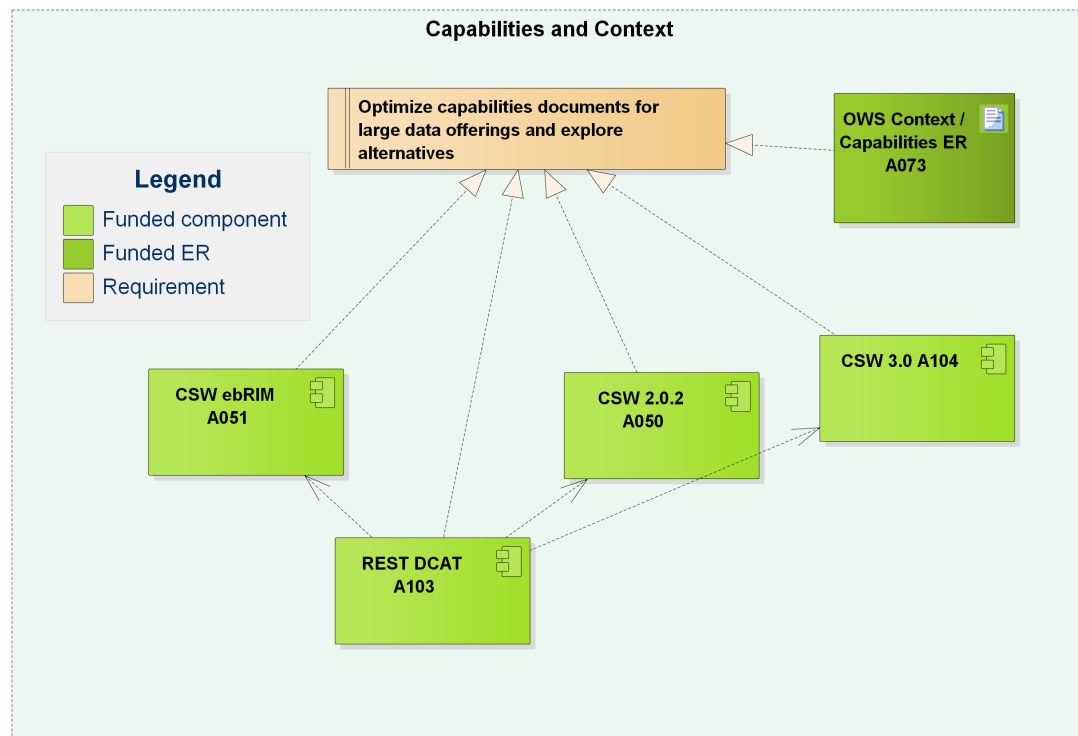 Capabilities and Context
Optimize capabilities documents for
large data offerings and explore
alternatives
OWS Context /
Capabilities ER
A073
Legend
Funded component
Funded ER
Requirement
CSW ebRIM
A051
CSW 2.0.2
A050
CSW 3.0 A104
REST DCAT
A103